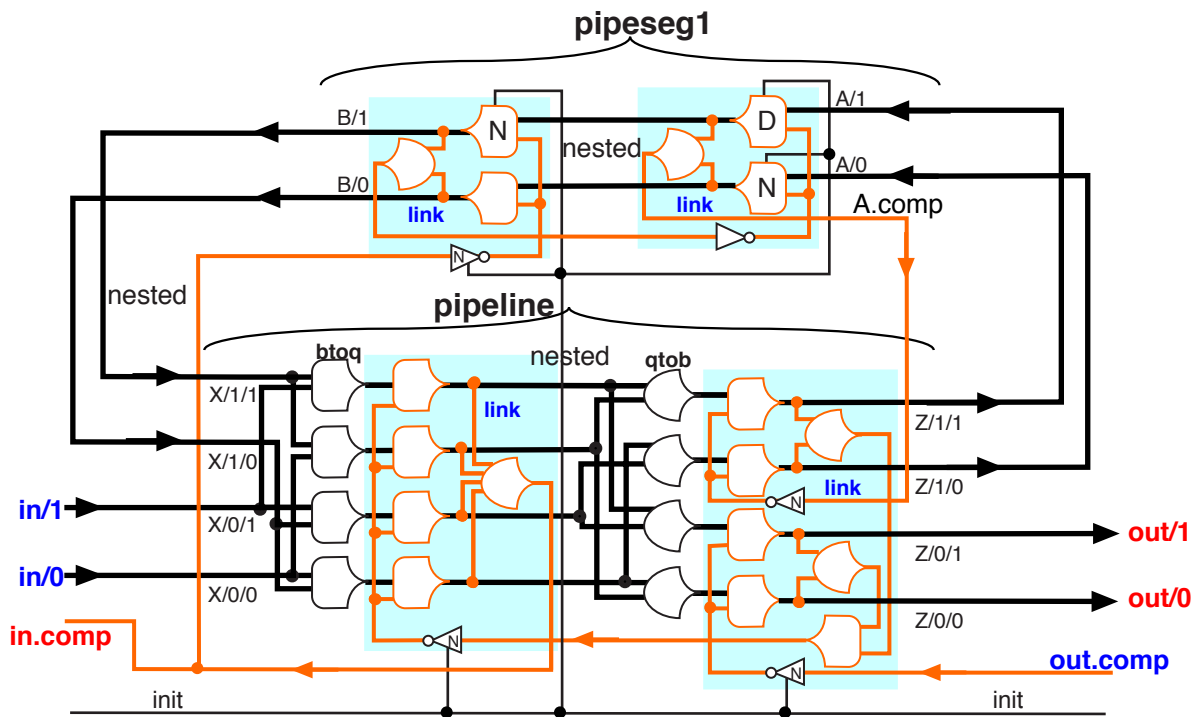 pipeseg1
B/1
N
nested
D
A/1
B/0
N
A/0
link
link
A.comp
N
nested
pipeline
btoq
nested
qtob
X/1/1
link
Z/1/1
X/1/0
Z/1/0
link
in/1
X/0/1
N
out/1
Z/0/1
in/0
X/0/0
out/0
Z/0/0
in.comp
N
out.comp
N
init
init